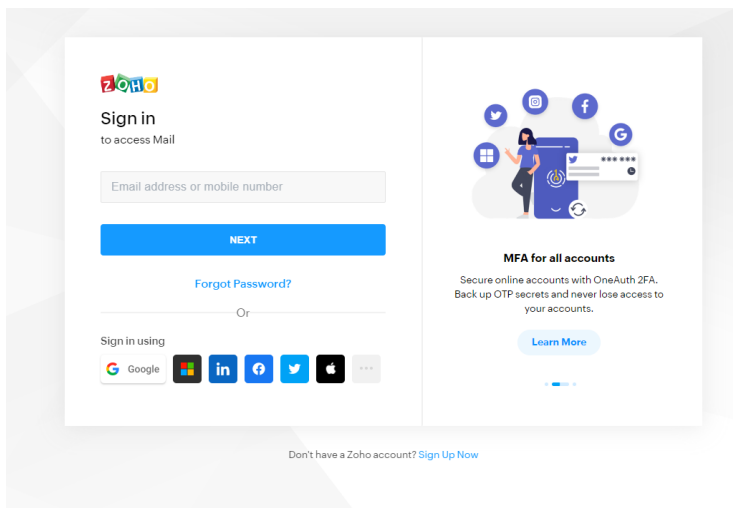 ZOHO
Sign in
to access Mail
Email address or mobile number
NEXT
Forgot Password?
Or
Sign in using
Google
in
Don't have a Zoho account? Sign Up Now
MFA for all accounts
Secure online accounts with OneAuth 2FA.
Back up OTP secrets and never lose access to
your accounts.
Learn More